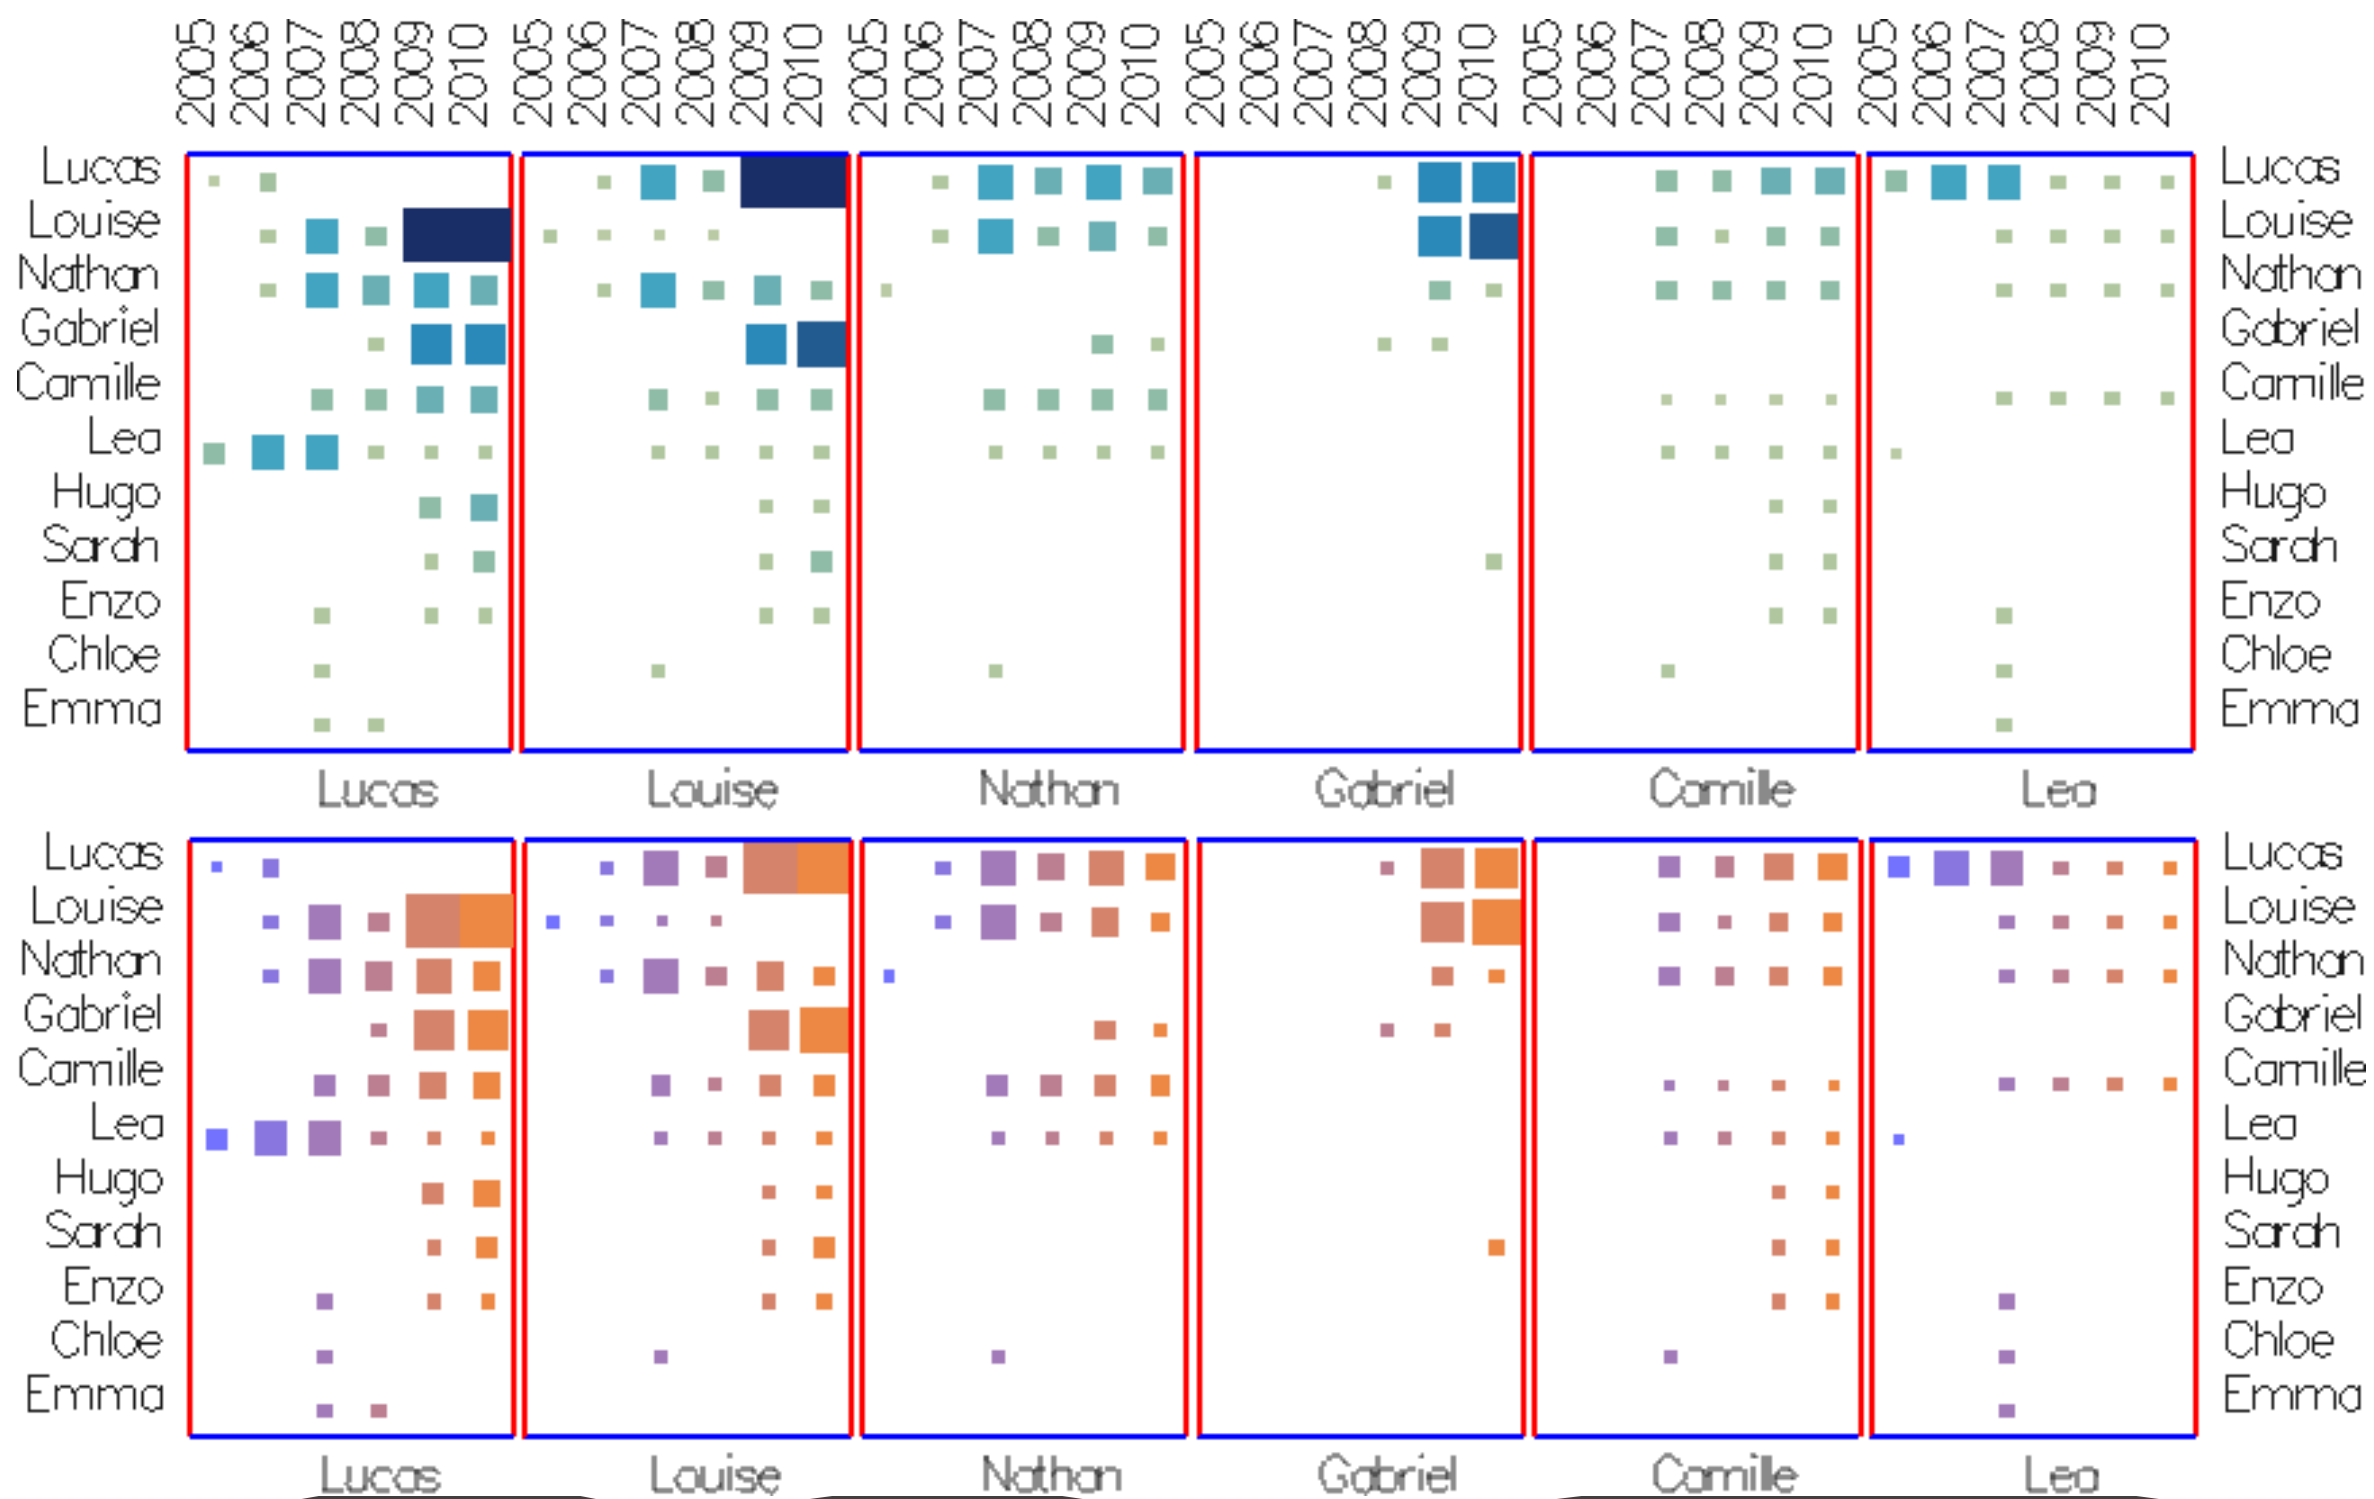 2005 2006 2007 2008 2009 2010 2005 2006 2007 2008 2009 2010 2005 2006 2007 2008 2009 2010 2005 2006 2007 2008 2009 2010 2005 2006 2007 2008 2009 2010 2005 2006 2007 2008 2009 2010
Lucas Lucas
Louise Louise
Nathan Nathan
Gabriel Gabriel
Camille Camille
Lea Lea
Hugo Hugo
Sarah Sarah
Enzo Enzo
Chloe Chloe
Emma Emma
Lucas Louise Nathan Gabriel Camille Lea
Lucas Lucas
Louise Louise
Nathan Nathan
Gabriel Gabriel
Camille Camille
Lea Lea
Hugo Hugo
Sarah Sarah
Enzo Enzo
Chloe Chloe
Emma Emma
Lucas Louise Nathan Gabriel Camille Lea